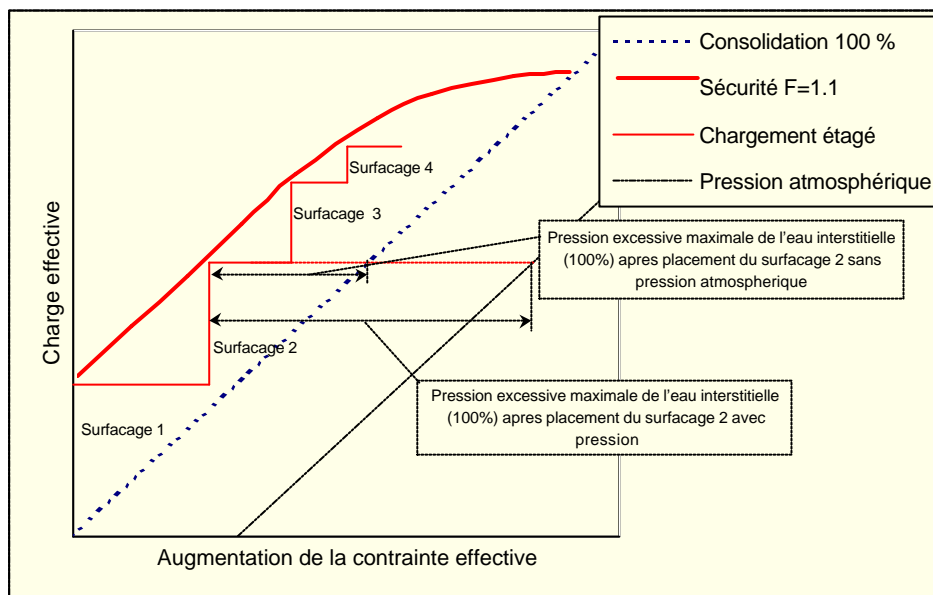 Consolidation 100 %
Sécurité F=1.1
Chargement étagé
Pression atmosphérique
Surfacage 4
Surfacage 3
Pression excessive maximale de l'eau interstitielle
(100%) apres placement du surfacage 2 sans
pression atmospherique
Charge effective
Surfacage 2
Pression excessive maximale de l'eau interstitielle
(100%) apres placement du surfacage 2 avec
pression
Surfacage 1
Augmentation de la contrainte effective